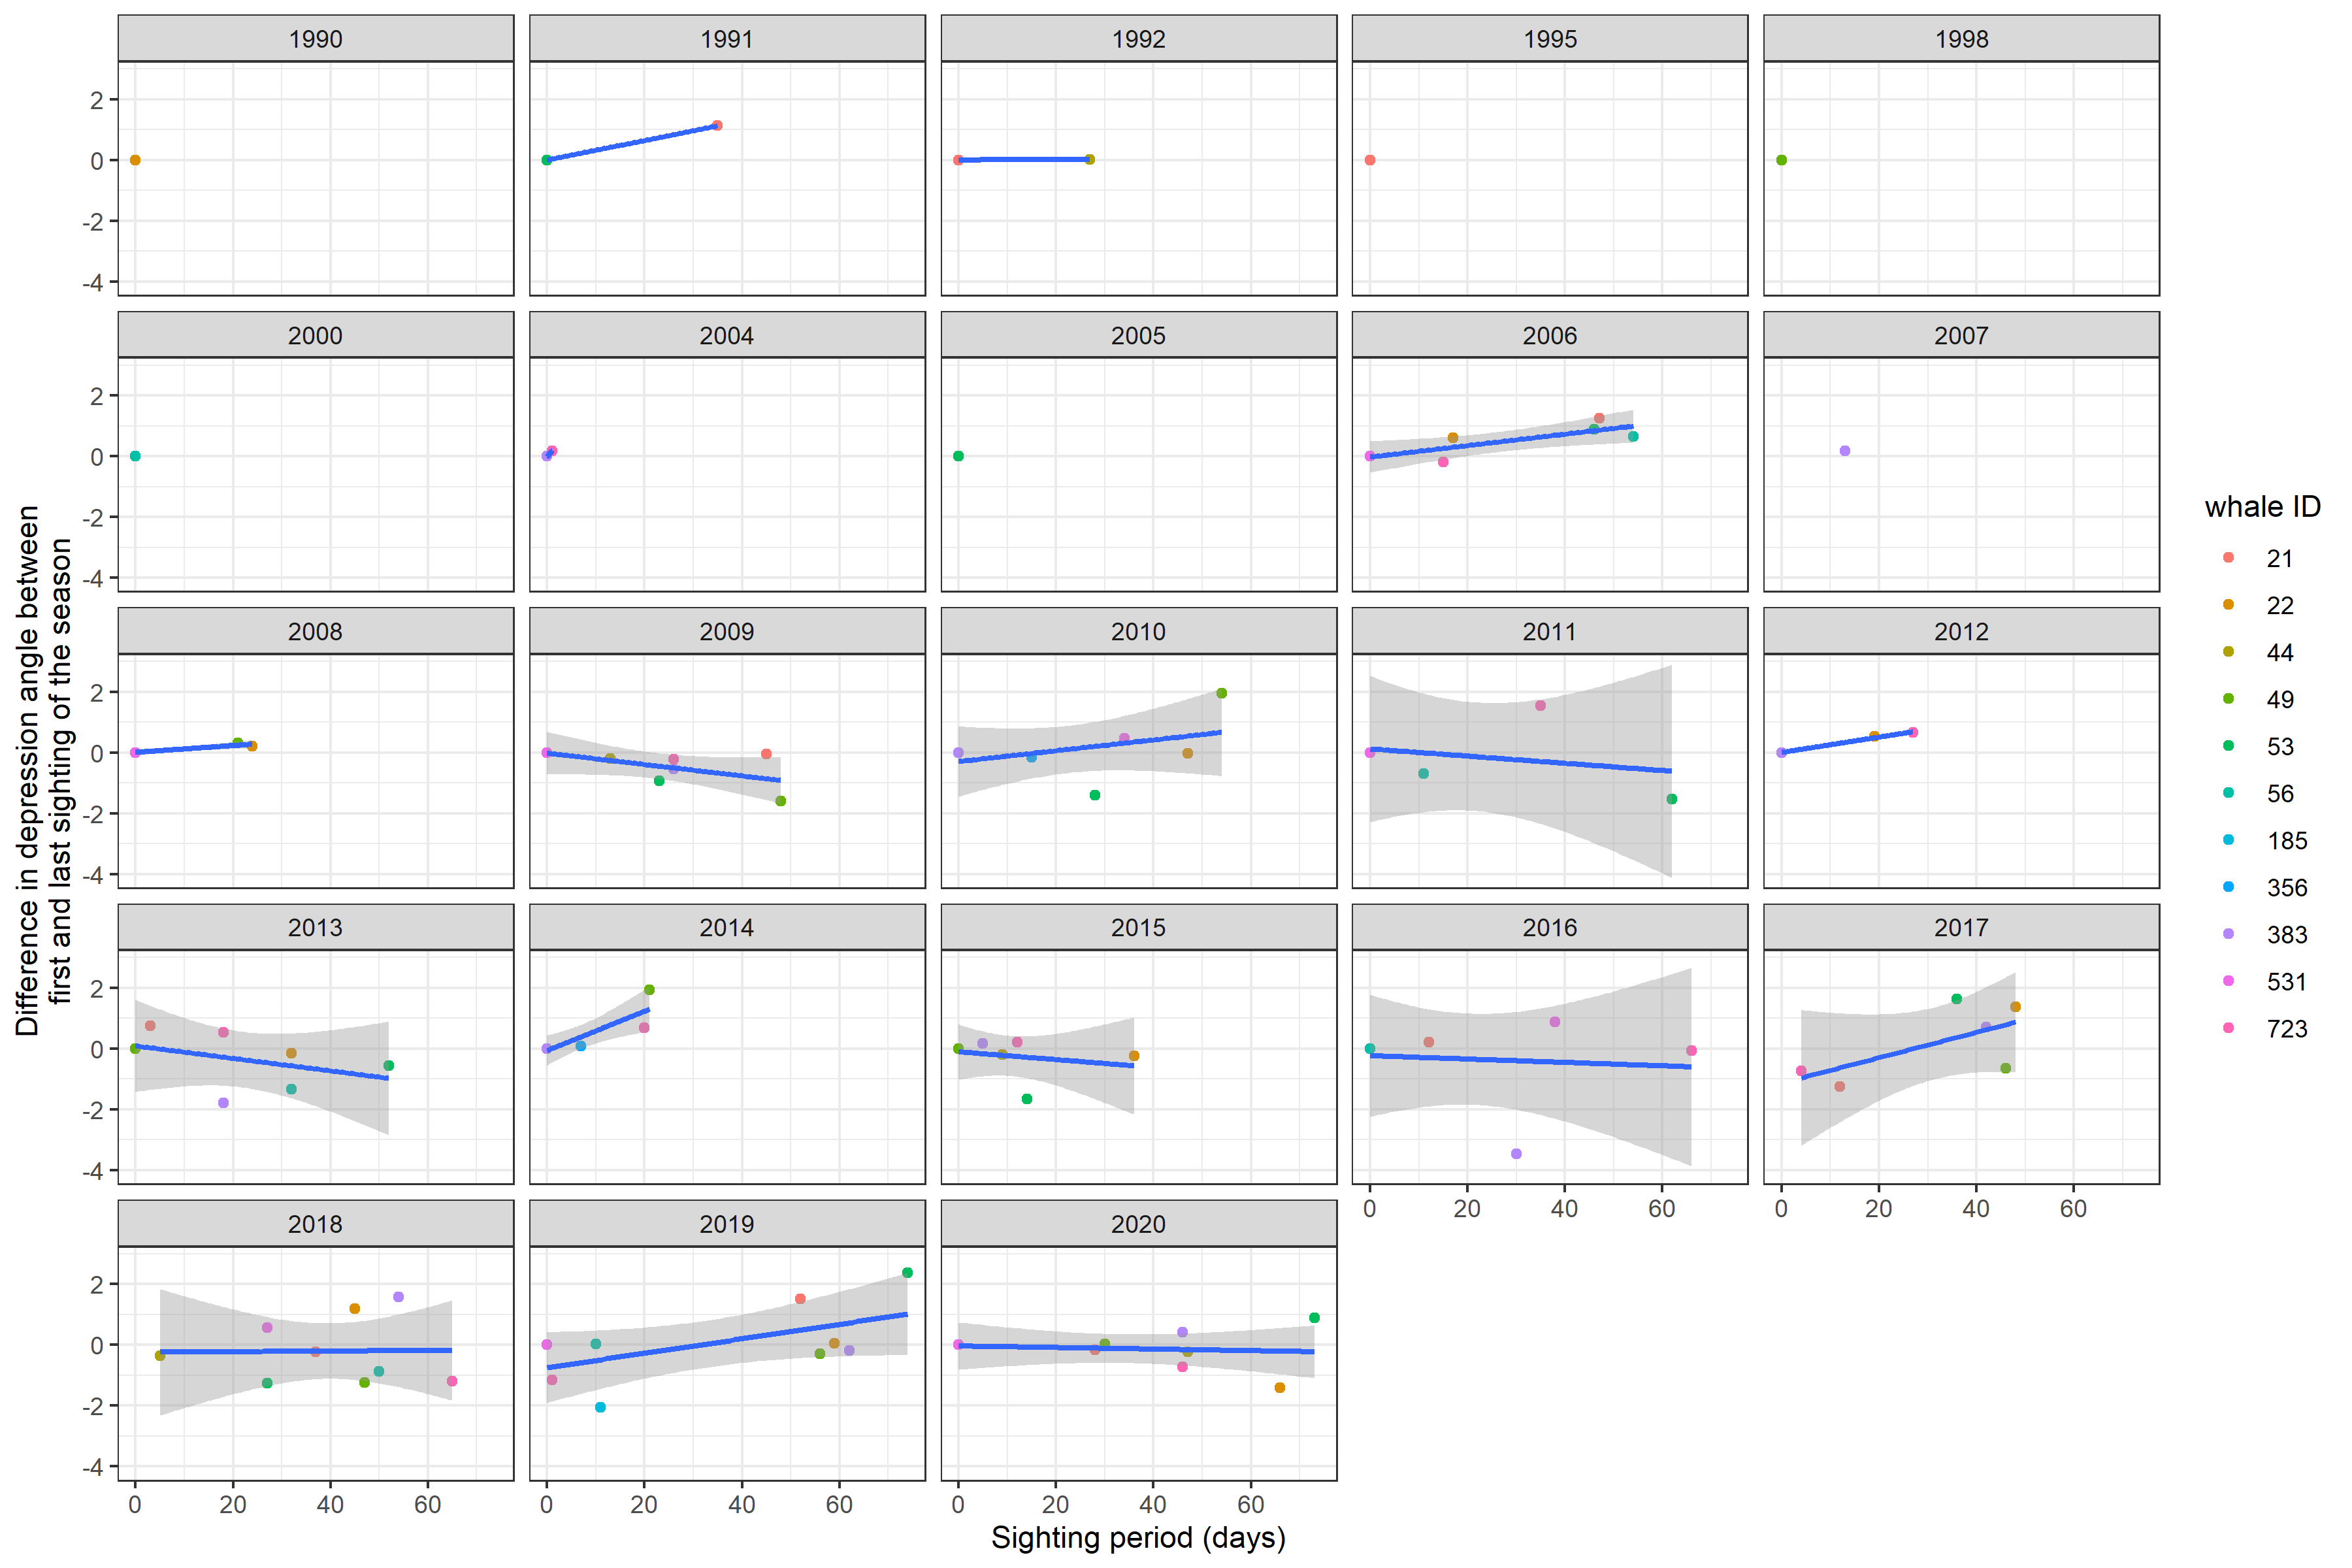 1990 1991 1992 1995 1998
2
0
-2
-4
2000 2004 2005 2006 2007
2
0
-2
-4
2008 2009 2010 2011 2012
2
0
-2
-4
2013 2014 2015 2016 2017
2
0
-2
-4
0 20 40 60 0 20 40 60
2018 2019 2020
2
0
-2
-4
0 20 40 60 0 20 40 60 0 20 40 60
Sighting period (days)
Difference in depression angle between
first and last sighting of the season
whale ID
21
22
44
49
53
56
185
356
383
531
723